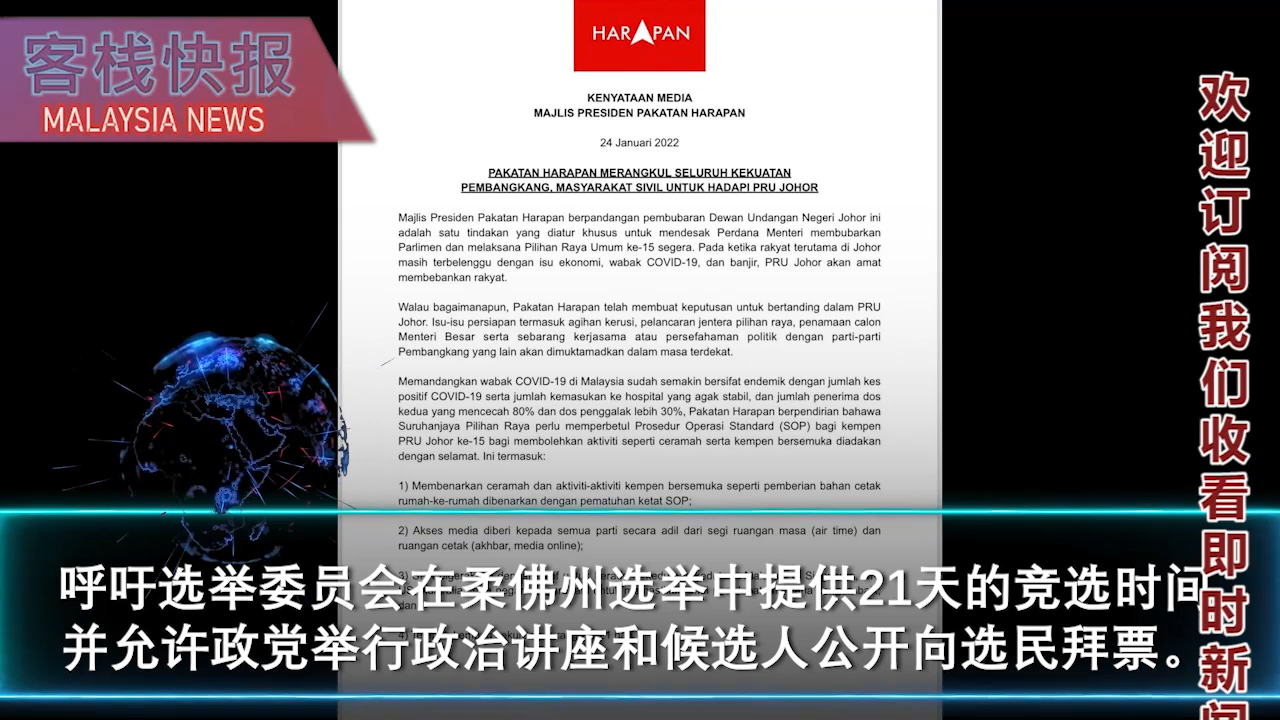 客栈快报
MALAYSIA NEWS
HARAPAN
KENYATAAN MEDIA
MAJLIS PRESIDEN PAKATAN HARAPAN
24 Januari 2022
PAKATAN HARAPAN MERANGKUL SELURUH KEKUATAN
PEMBANGKANG, MASYARAKAT SIVIL UNTUK HADAPI PRU JOHOR
Majlis Presiden Pakatan Harapan berpandangan pembubaran Dewan Undangan Negeri Johor ini
adalah satu tindakan yang diatur khusus untuk mendesak Perdana Menteri membubarkan
Parlimen dan melaksana Pilihan Raya Umum ke-15 segera. Pada ketika rakyat terutama di Johor
masih terbelenggu dengan isu ekonomi, wabak COVID-19, dan banjir, PRU Johor akan amat
membebankan rakyat.
Walau bagaimanapun, Pakatan Harapan telah membuat keputusan untuk bertanding dalam PRU
Johor. Isu-isu persiapan termasuk agihan kerusi, pelancaran jentera pilihan raya, penamaan calon
Menteri Besar serta sebarang kerjasama atau persefahaman politik dengan parti-parti
Pembangkang yang lain akan dimuktamadkan dalam masa terdekat.
Memandangkan wabak COVID-19 di Malaysia sudah semakin bersifat endemik dengan jumlah kes
positif COVID-19 serta jumlah kemasukan ke hospital yang agak stabil, dan jumlah penerima dos
kedua yang mencecah 80% dan dos penggalak lebih 30%, Pakatan Harapan berpendirian bahawa
Suruhanjaya Pilihan Raya perlu memperbetul Prosedur Operasi Standard (SOP) bagi kempen
PRU Johor ke-15 bagi membolehkan aktiviti seperti ceramah serta kempen bersemuka diadakan
dengan selamat. Ini termasuk:
1) Membenarkan ceramah dan aktiviti-aktiviti kempen bersemuka seperti pemberian bahan cetak
rumah-ke-rumah dibenarkan dengan pematuhan ketat SOP;
2) Akses media diberi kepada semua parti secara adil dari segi ruangan masa (air time) dan
ruangan cetak (akhbar, media online);
呼吁选举委员会在柔佛州选举中提供21天的竞选时间
并允许政党举行政治讲座和候选人公开向选民拜票。
欢迎订阅我们收看即时新闻